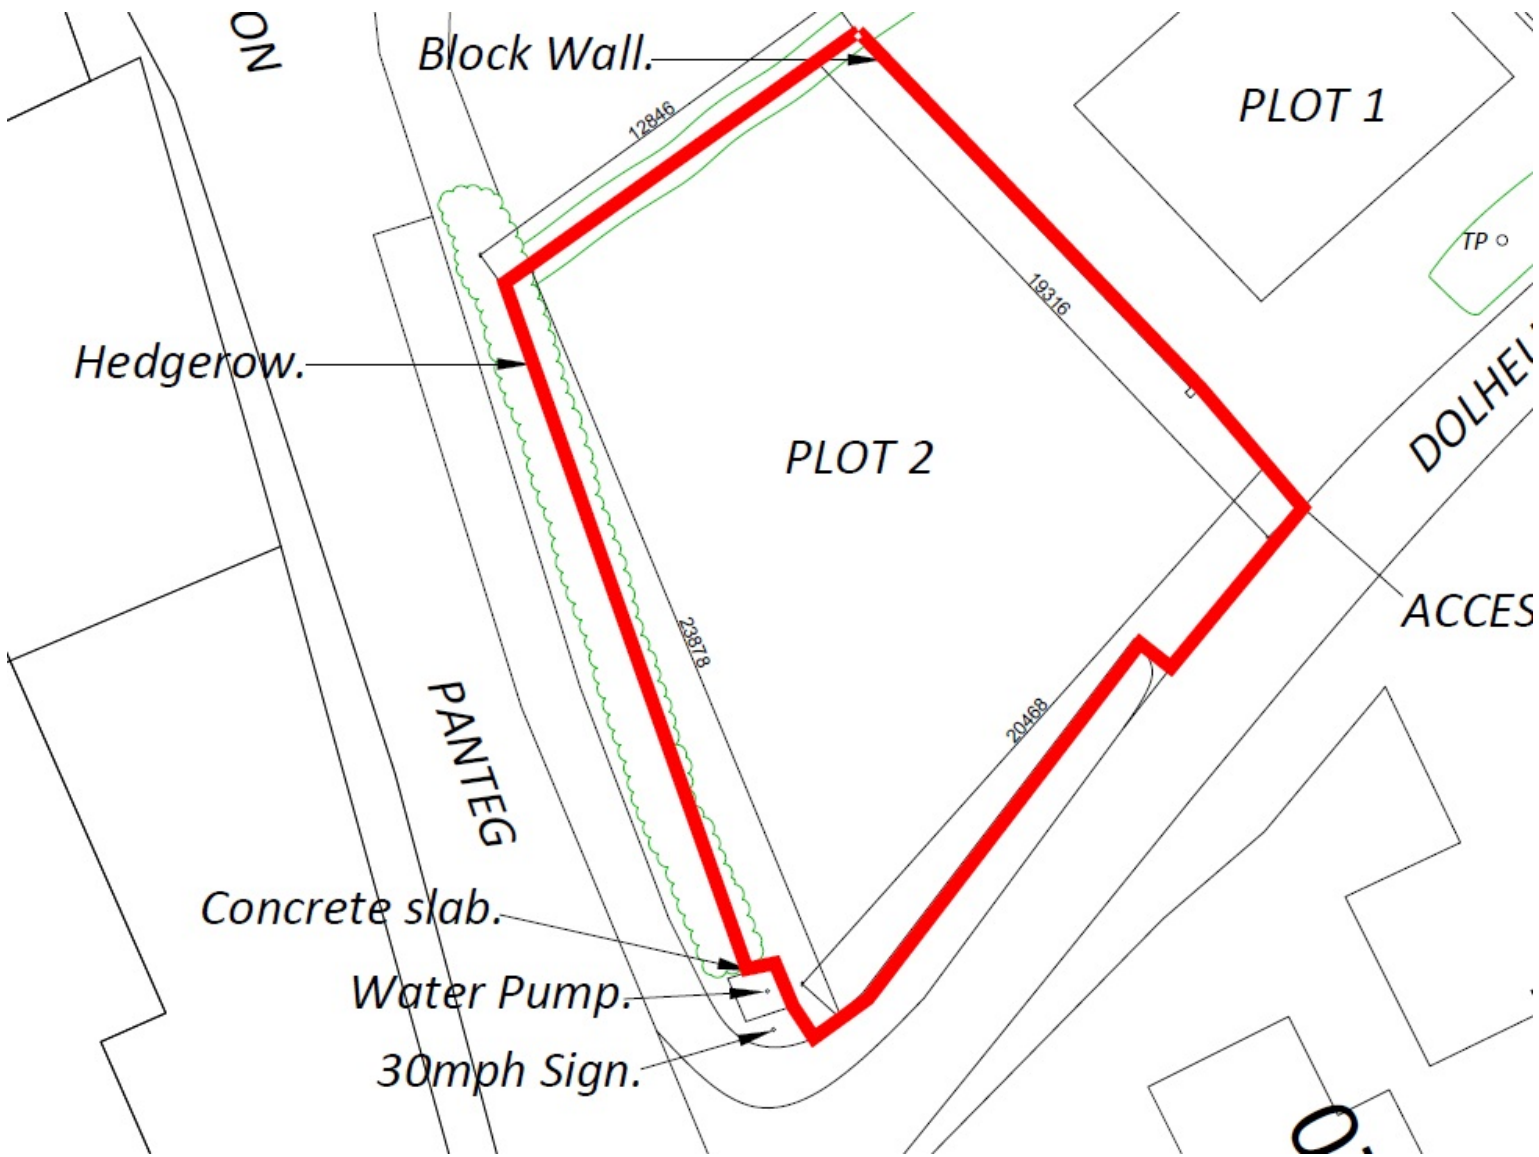 ON
Block Wall.
PLOT 1
12846
TP
19316
Hedgerow.
DOLHEU
PLOT 2
ACCES
23878
PANTEG
20468
Concrete slab.
Water Pump.
30mph Sign.